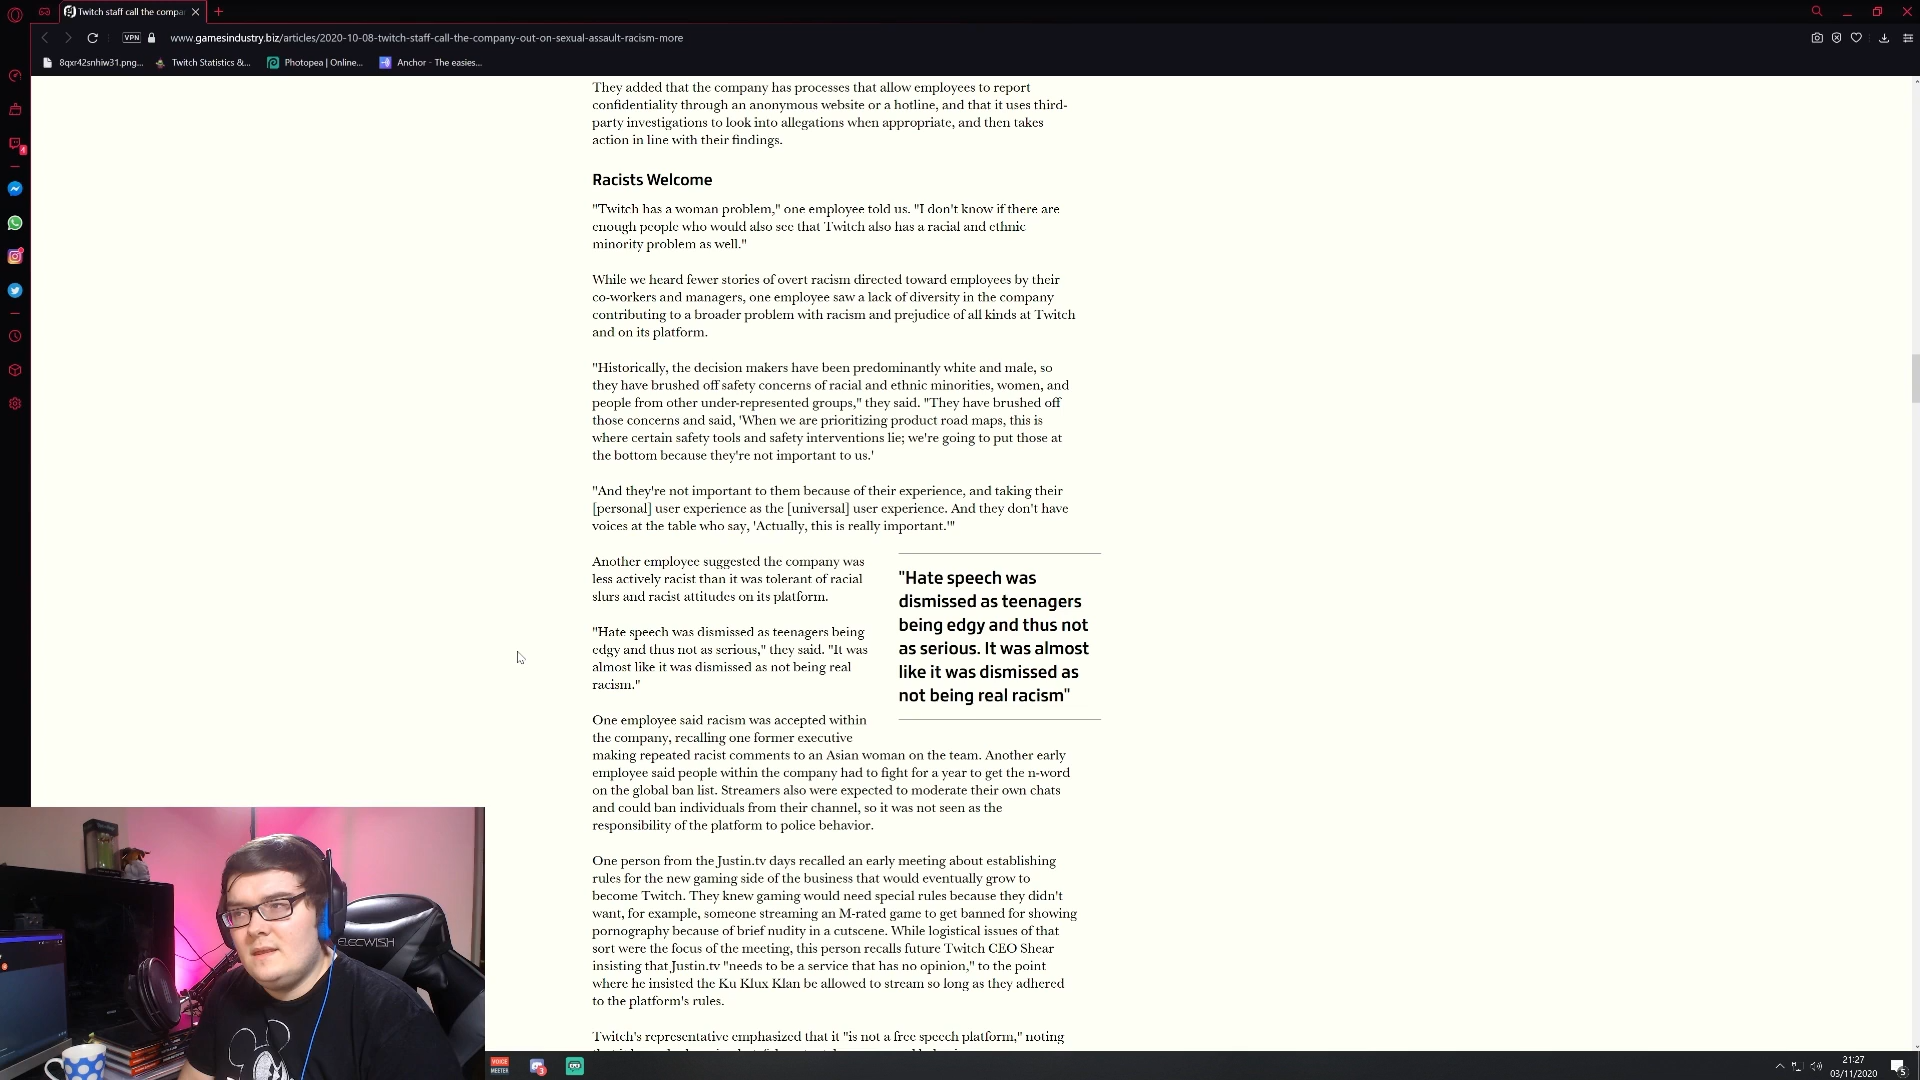 Twitch staff call the compa
VPN
www.gamesindustry.biz/articles/2020-10-08-twitch-staff-call-the-company-out-on-sexual-assault-racism-more
8qxr42snhiw31.png...
Twitch Statistics &...
Photopea | Online...
Anchor - The easies...
They added that the company has processes that allow employees to report
confidentiality through an anonymous website or a hotline, and that it uses third-
party investigations to look into allegations when appropriate, and then takes
action in line with their findings.
Racists Welcome
"Twitch has a woman problem," one employee told us. "I don't know if there are
enough people who would also see that Twitch also has a racial and ethnic
minority problem as well."
While we heard fewer stories of overt racism directed toward employees by their
co-workers and managers, one employee saw a lack of diversity in the company
contributing to a broader problem with racism and prejudice of all kinds at Twitch
and on its platform.
"Historically, the decision makers have been predominantly white and male, so
they have brushed off safety concerns of racial and ethnic minorities, women, and
people from other under-represented groups," they said. "They have brushed off
those concerns and said, 'When we are prioritizing product road maps, this is
where certain safety tools and safety interventions lie; we're going to put those at
the bottom because they're not important to us.'
"And they're not important to them because of their experience, and taking their
[personal] user experience as the [universal] user experience. And they don't have
voices at the table who say, 'Actually, this is really important.'"
Another employee suggested the company was
less actively racist than it was tolerant of racial
slurs and racist attitudes on its platform.
"Hate speech was dismissed as teenagers being
edgy and thus not as serious," they said. "It was
almost like it was dismissed as not being real
racism."
"Hate speech was
dismissed as teenagers
being edgy and thus not
as serious. It was almost
like it was dismissed as
not being real racism"
One employee said racism was accepted within
the company, recalling one former executive
making repeated racist comments to an Asian woman on the team. Another early
employee said people within the company had to fight for a year to get the n-word
on the global ban list. Streamers also were expected to moderate their own chats
and could ban individuals from their channel, so it was not seen as the
responsibility of the platform to police behavior.
One person from the Justin.tv days recalled an early meeting about establishing
rules for the new gaming side of the business that would eventually grow to
become Twitch. They knew gaming would need special rules because they didn't
want, for example, someone streaming an M-rated game to get banned for showing
pornography because of brief nudity in a cutscene. While logistical issues of that
sort were the focus of the meeting, this person recalls future Twitch CEO Shear
insisting that Justin.tv "needs to be a service that has no opinion," to the point
where he insisted the Ku Klux Klan be allowed to stream so long as they adhered
to the platform's rules.
Twitch's representative emphasized that it "is not a free speech platform," noting
ELECWISH
VOICE
MEETER
3
21:27
03/11/2020
5